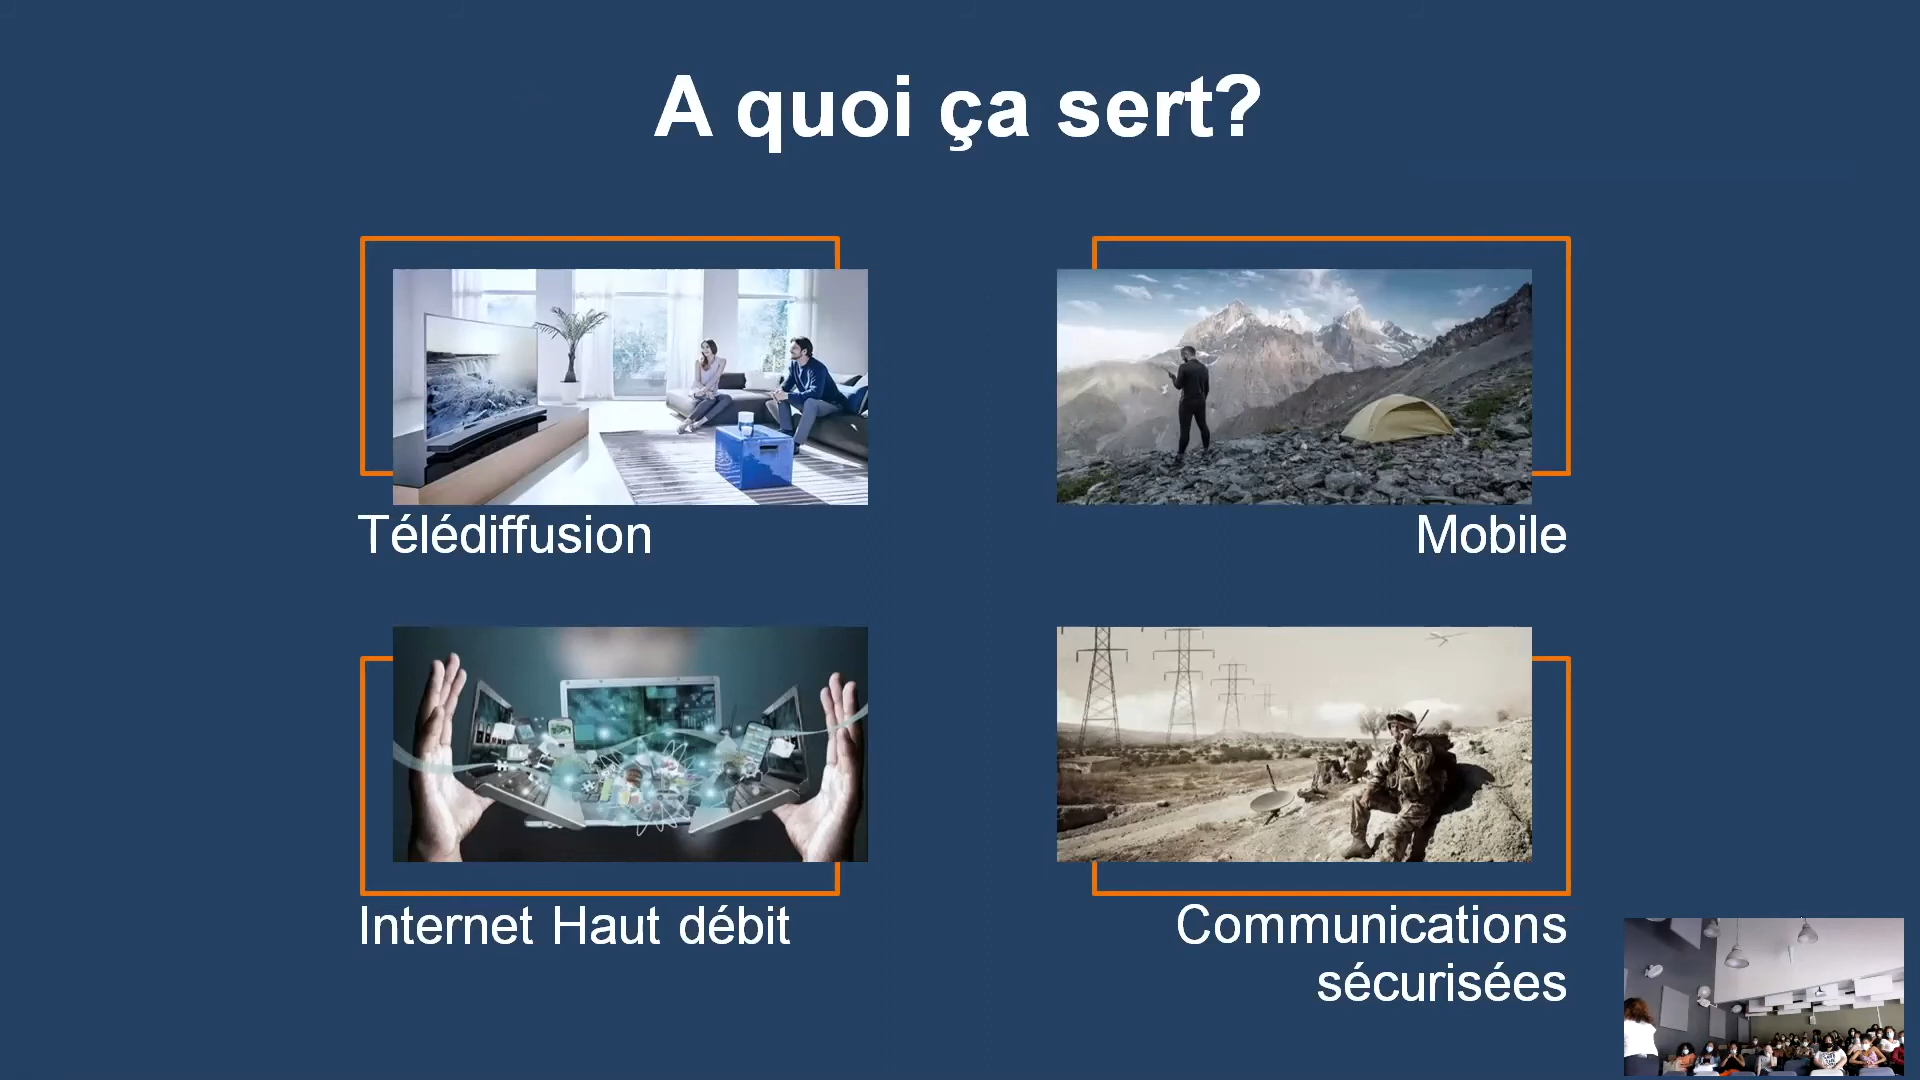 A quoi ça sert?
Télédiffusion
Mobile
Internet Haut débit
Communications
sécurisées